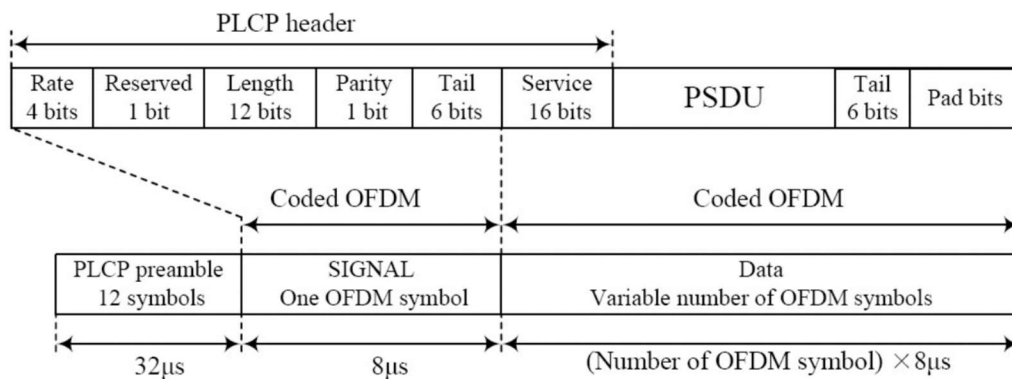 PLCP header
Rate
4 bits
Reserved
1 bit
Length
12 bits
Parity
1 bit
Tail
6 bits
Service
16 bits
PSDU
Tail
6 bits
Pad bits
Coded OFDM
Coded OFDM
PLCP preamble
12 symbols
SIGNAL
One OFDM symbol
Data
Variable number of OFDM symbols
32μs
8μs
(Number of OFDM symbol) ×8μs